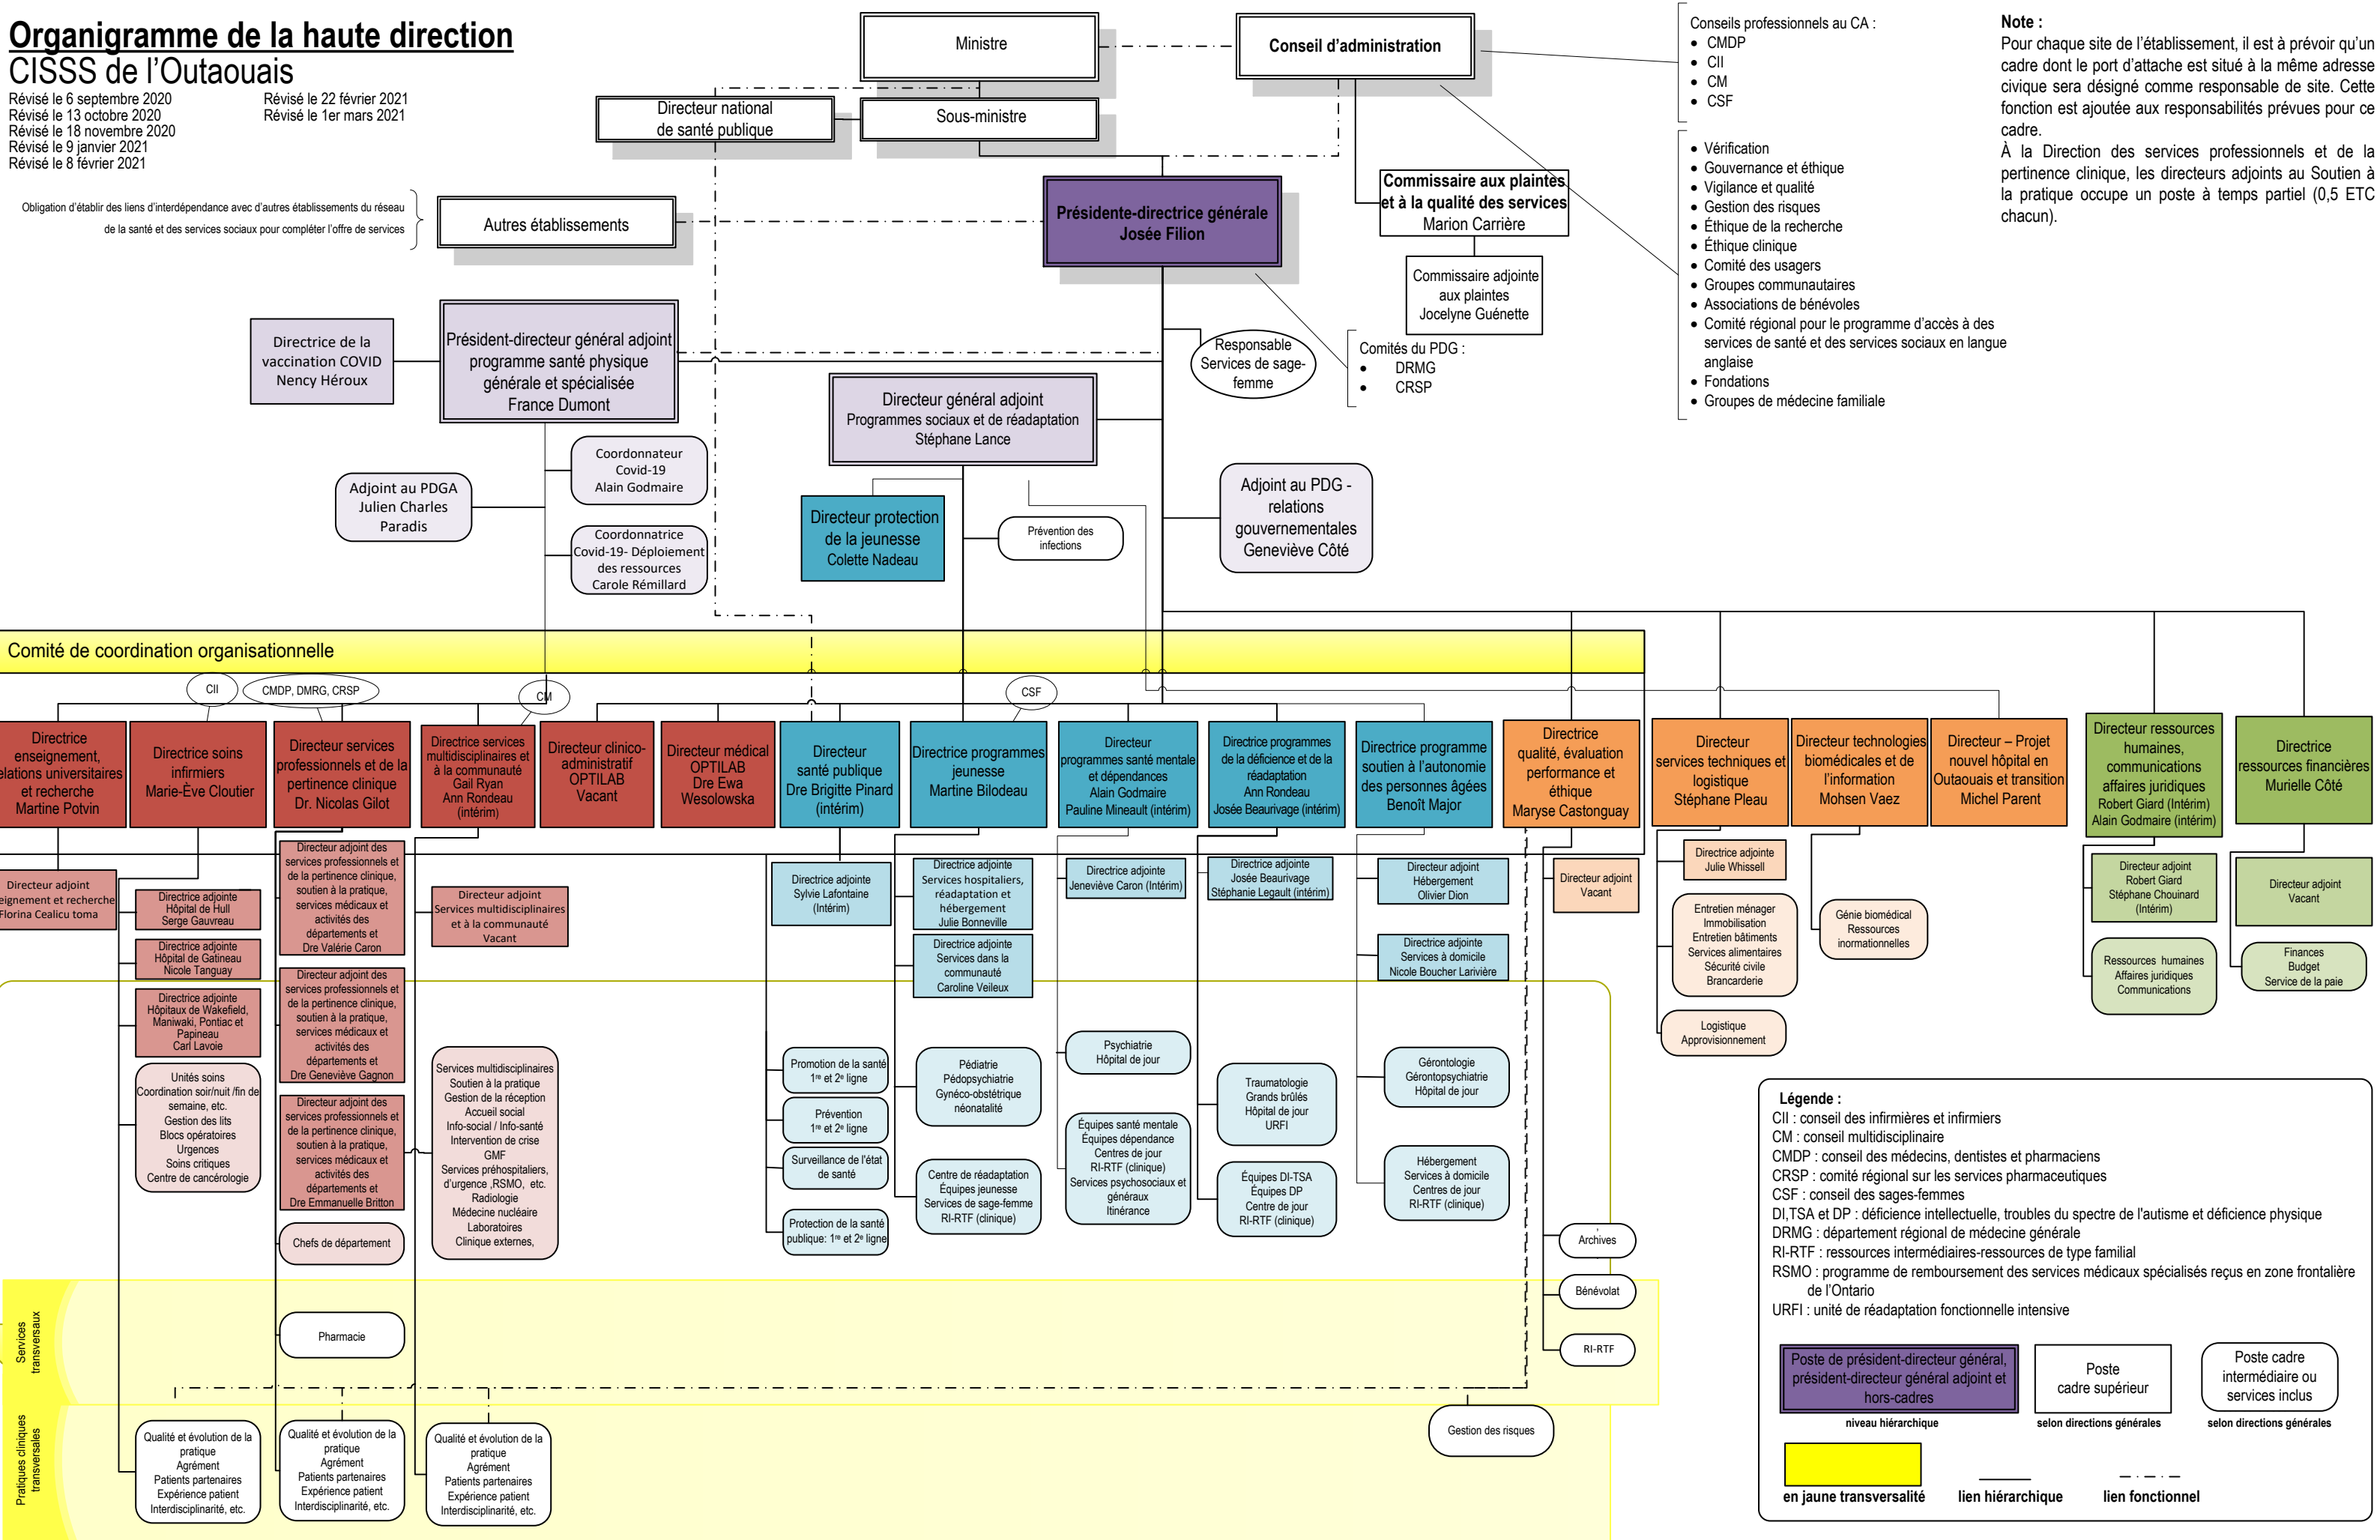 Organigramme de la haute direction
CISSS de l'Outaouais
Révisé le 6 septembre 2020
Révisé le 13 octobre 2020
Révisé le 18 novembre 2020
Révisé le 9 janvier 2021
Révisé le 8 février 2021
Révisé le 22 février 2021
Révisé le 1er mars 2021
Ministre
Conseil d'administration
Directeur national
de santé publique
Sous-ministre
Conseils professionnels au CA :
• CMDP
• CII
• CM
• CSF
• Vérification
• Gouvernance et éthique
• Vigilance et qualité
• Gestion des risques
• Éthique de la recherche
• Éthique clinique
• Comité des usagers
• Groupes communautaires
• Associations de bénévoles
• Comité régional pour le programme d'accès à des
services de santé et des services sociaux en langue
anglaise
• Fondations
• Groupes de médecine familiale
Note :
Pour chaque site de l'établissement, il est à prévoir qu'un
cadre dont le port d'attache est situé à la même adresse
civique sera désigné comme responsable de site. Cette
fonction est ajoutée aux responsabilités prévues pour ce
cadre.
À la Direction des services professionnels et de la
pertinence clinique, les directeurs adjoints au Soutien à
la pratique occupe un poste à temps partiel (0,5 ETC
chacun).
Obligation d'établir des liens d'interdépendance avec d'autres établissements du réseau
de la santé et des services sociaux pour compléter l'offre de services
Autres établissements
Présidente-directrice générale
Josée Filion
Commissaire aux plaintes
et à la qualité des services
Marion Carrière
Commissaire adjointe
aux plaintes
Jocelyne Guénette
Directrice de la
vaccination COVID
Nency Héroux
Président-directeur général adjoint
programme santé physique
générale et spécialisée
France Dumont
Responsable
Services de sage-
femme
Comités du PDG :
• DRMG
• CRSP
Directeur général adjoint
Programmes sociaux et de réadaptation
Stéphane Lance
Coordonnateur
Covid-19
Alain Godmaire
Adjoint au PDGA
Julien Charles
Paradis
Coordonnatrice
Covid-19- Déploiement
des ressources
Carole Rémillard
Directeur protection
de la jeunesse
Colette Nadeau
Prévention des
infections
Adjoint au PDG -
relations
gouvernementales
Geneviève Côté
Comité de coordination organisationnelle
CII
CMDP, DMRG, CRSP
CM
CSF
Directrice
enseignement,
relations universitaires
et recherche
Martine Potvin
Directrice soins
infirmiers
Marie-Ève Cloutier
Directeur services
professionnels et de la
pertinence clinique
Dr. Nicolas Gilot
Directrice services
multidisciplinaires et
à la communauté
Gail Ryan
Ann Rondeau
(intérim)
Directeur clinico-
administratif
OPTILAB
Vacant
Directeur médical
OPTILAB
Dre Ewa
Wesolowska
Directeur
santé publique
Dre Brigitte Pinard
(intérim)
Directrice programmes
jeunesse
Martine Bilodeau
Directeur
programmes santé mentale
et dépendances
Alain Godmaire
Pauline Mineault (intérim)
Directrice programmes
de la déficience et de la
réadaptation
Ann Rondeau
Josée Beaurivage (intérim)
Directrice programme
soutien à l'autonomie
des personnes âgées
Benoît Major
Directrice
qualité, évaluation
performance et
éthique
Maryse Castonguay
Directeur
services techniques et
logistique
Stéphane Pleau
Directeur technologies
biomédicales et de
l'information
Mohsen Vaez
Directeur – Projet
nouvel hôpital en
Outaouais et transition
Michel Parent
Directeur ressources
humaines,
communications
affaires juridiques
Robert Giard (Intérim)
Alain Godmaire (intérim)
Directrice
ressources financières
Murielle Côté
Directeur adjoint
eignement et recherche
Florina Cealicu toma
Directrice adjointe
Hôpital de Hull
Serge Gauvreau
Directrice adjointe
Hôpital de Gatineau
Nicole Tanguay
Directrice adjointe
Hôpitaux de Wakefield,
Maniwaki, Pontiac et
Papineau
Carl Lavoie
Unités soins
Coordination soir/nuit /fin de
semaine, etc.
Gestion des lits
Blocs opératoires
Urgences
Soins critiques
Centre de cancérologie
Directeur adjoint des
services professionnels et
de la pertinence clinique,
soutien à la pratique,
services médicaux et
activités des
départements et
Dre Valérie Caron
Directeur adjoint des
services professionnels et
de la pertinence clinique,
soutien à la pratique,
services médicaux et
activités des
départements et
Dre Geneviève Gagnon
Directeur adjoint des
services professionnels et
de la pertinence clinique,
soutien à la pratique,
services médicaux et
activités des
départements et
Dre Emmanuelle Britton
Chefs de département
Directeur adjoint
Services multidisciplinaires
et à la communauté
Vacant
Services multidisciplinaires
Soutien à la pratique
Gestion de la réception
Accueil social
Info-social / Info-santé
Intervention de crise
GMF
Services préhospitaliers,
d'urgence ,RSMO, etc.
Radiologie
Médecine nucléaire
Laboratoires
Clinique externes,
Directrice adjointe
Sylvie Lafontaine
(Intérim)
Promotion de la santé
1re et 2e ligne
Prévention
1re et 2e ligne
Surveillance de l'état
de santé
Protection de la santé
publique: 1re et 2e ligne
Directrice adjointe
Services hospitaliers,
réadaptation et
hébergement
Julie Bonneville
Directrice adjointe
Services dans la
communauté
Caroline Veileux
Pédiatrie
Pédopsychiatrie
Gynéco-obstétrique
néonatalité
Centre de réadaptation
Équipes jeunesse
Services de sage-femme
RI-RTF (clinique)
Directrice adjointe
Jeneviève Caron (Intérim)
Psychiatrie
Hôpital de jour
Équipes santé mentale
Équipes dépendance
Centres de jour
RI-RTF (clinique)
Services psychosociaux et
généraux
Itinérance
Directrice adjointe
Josée Beaurivage
Stéphanie Legault (intérim)
Traumatologie
Grands brûlés
Hôpital de jour
URFI
Équipes DI-TSA
Équipes DP
Centre de jour
RI-RTF (clinique)
Directeur adjoint
Hébergement
Olivier Dion
Directrice adjointe
Services à domicile
Nicole Boucher Larivière
Gérontologie
Gérontopsychiatrie
Hôpital de jour
Hébergement
Services à domicile
Centres de jour
RI-RTF (clinique)
Directeur adjoint
Vacant
Archives
Bénévolat
RI-RTF
Directrice adjointe
Julie Whissell
Entretien ménager
Immobilisation
Entretien bâtiments
Services alimentaires
Sécurité civile
Brancarderie
Logistique
Approvisionnement
Génie biomédical
Ressources
inormationnelles
Directeur adjoint
Robert Giard
Stéphane Chouinard
(Intérim)
Ressources humaines
Affaires juridiques
Communications
Directeur adjoint
Vacant
Finances
Budget
Service de la paie
Services
transversaux
Pharmacie
Pratiques cliniques
transversales
Qualité et évolution de la
pratique
Agrément
Patients partenaires
Expérience patient
Interdisciplinarité, etc.
Qualité et évolution de la
pratique
Agrément
Patients partenaires
Expérience patient
Interdisciplinarité, etc.
Qualité et évolution de la
pratique
Agrément
Patients partenaires
Expérience patient
Interdisciplinarité, etc.
Gestion des risques
Légende :
CII : conseil des infirmières et infirmiers
CM : conseil multidisciplinaire
CMDP : conseil des médecins, dentistes et pharmaciens
CRSP : comité régional sur les services pharmaceutiques
CSF : conseil des sages-femmes
DI,TSA et DP : déficience intellectuelle, troubles du spectre de l'autisme et déficience physique
DRMG : département régional de médecine générale
RI-RTF : ressources intermédiaires-ressources de type familial
RSMO : programme de remboursement des services médicaux spécialisés reçus en zone frontalière
de l'Ontario
URFI : unité de réadaptation fonctionnelle intensive
Poste de président-directeur général,
président-directeur général adjoint et
hors-cadres
niveau hiérarchique
Poste
cadre supérieur
selon directions générales
Poste cadre
intermédiaire ou
services inclus
selon directions générales
en jaune transversalité
lien hiérarchique
lien fonctionnel